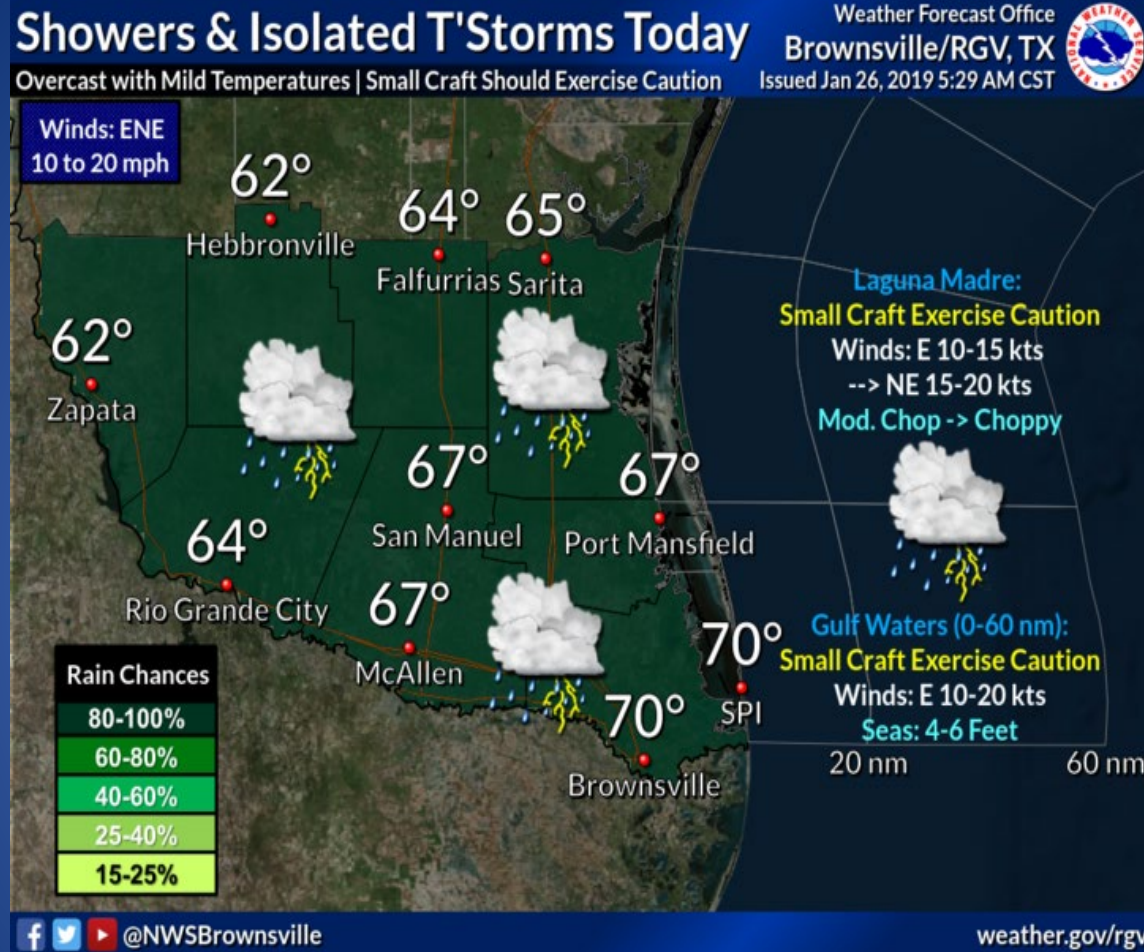 Showers & Isolated T'Storms Today
Overcast with Mild Temperatures | Small Craft Should Exercise Caution
Weather Forecast Office
Brownsville/RGV, TX
Issued Jan 26, 2019 5:29 AM CST
NATIONAL WEATHER SERVICE
Winds: ENE
10 to 20 mph
62°
Hebbronville
64°
Falfurrias
65°
Sarita
62°
Zapata
67°
San Manuel
67°
Port Mansfield
64°
Rio Grande City
67°
McAllen
70°
SPI
70°
Brownsville
Laguna Madre:
Small Craft Exercise Caution
Winds: E 10-15 kts
--> NE 15-20 kts
Mod. Chop -> Choppy
Gulf Waters (0-60 nm):
Small Craft Exercise Caution
Winds: E 10-20 kts
Seas: 4-6 Feet
20 nm
60 nm
Rain Chances
80-100%
60-80%
40-60%
25-40%
15-25%
@NWSBrownsville
weather.gov/rgv